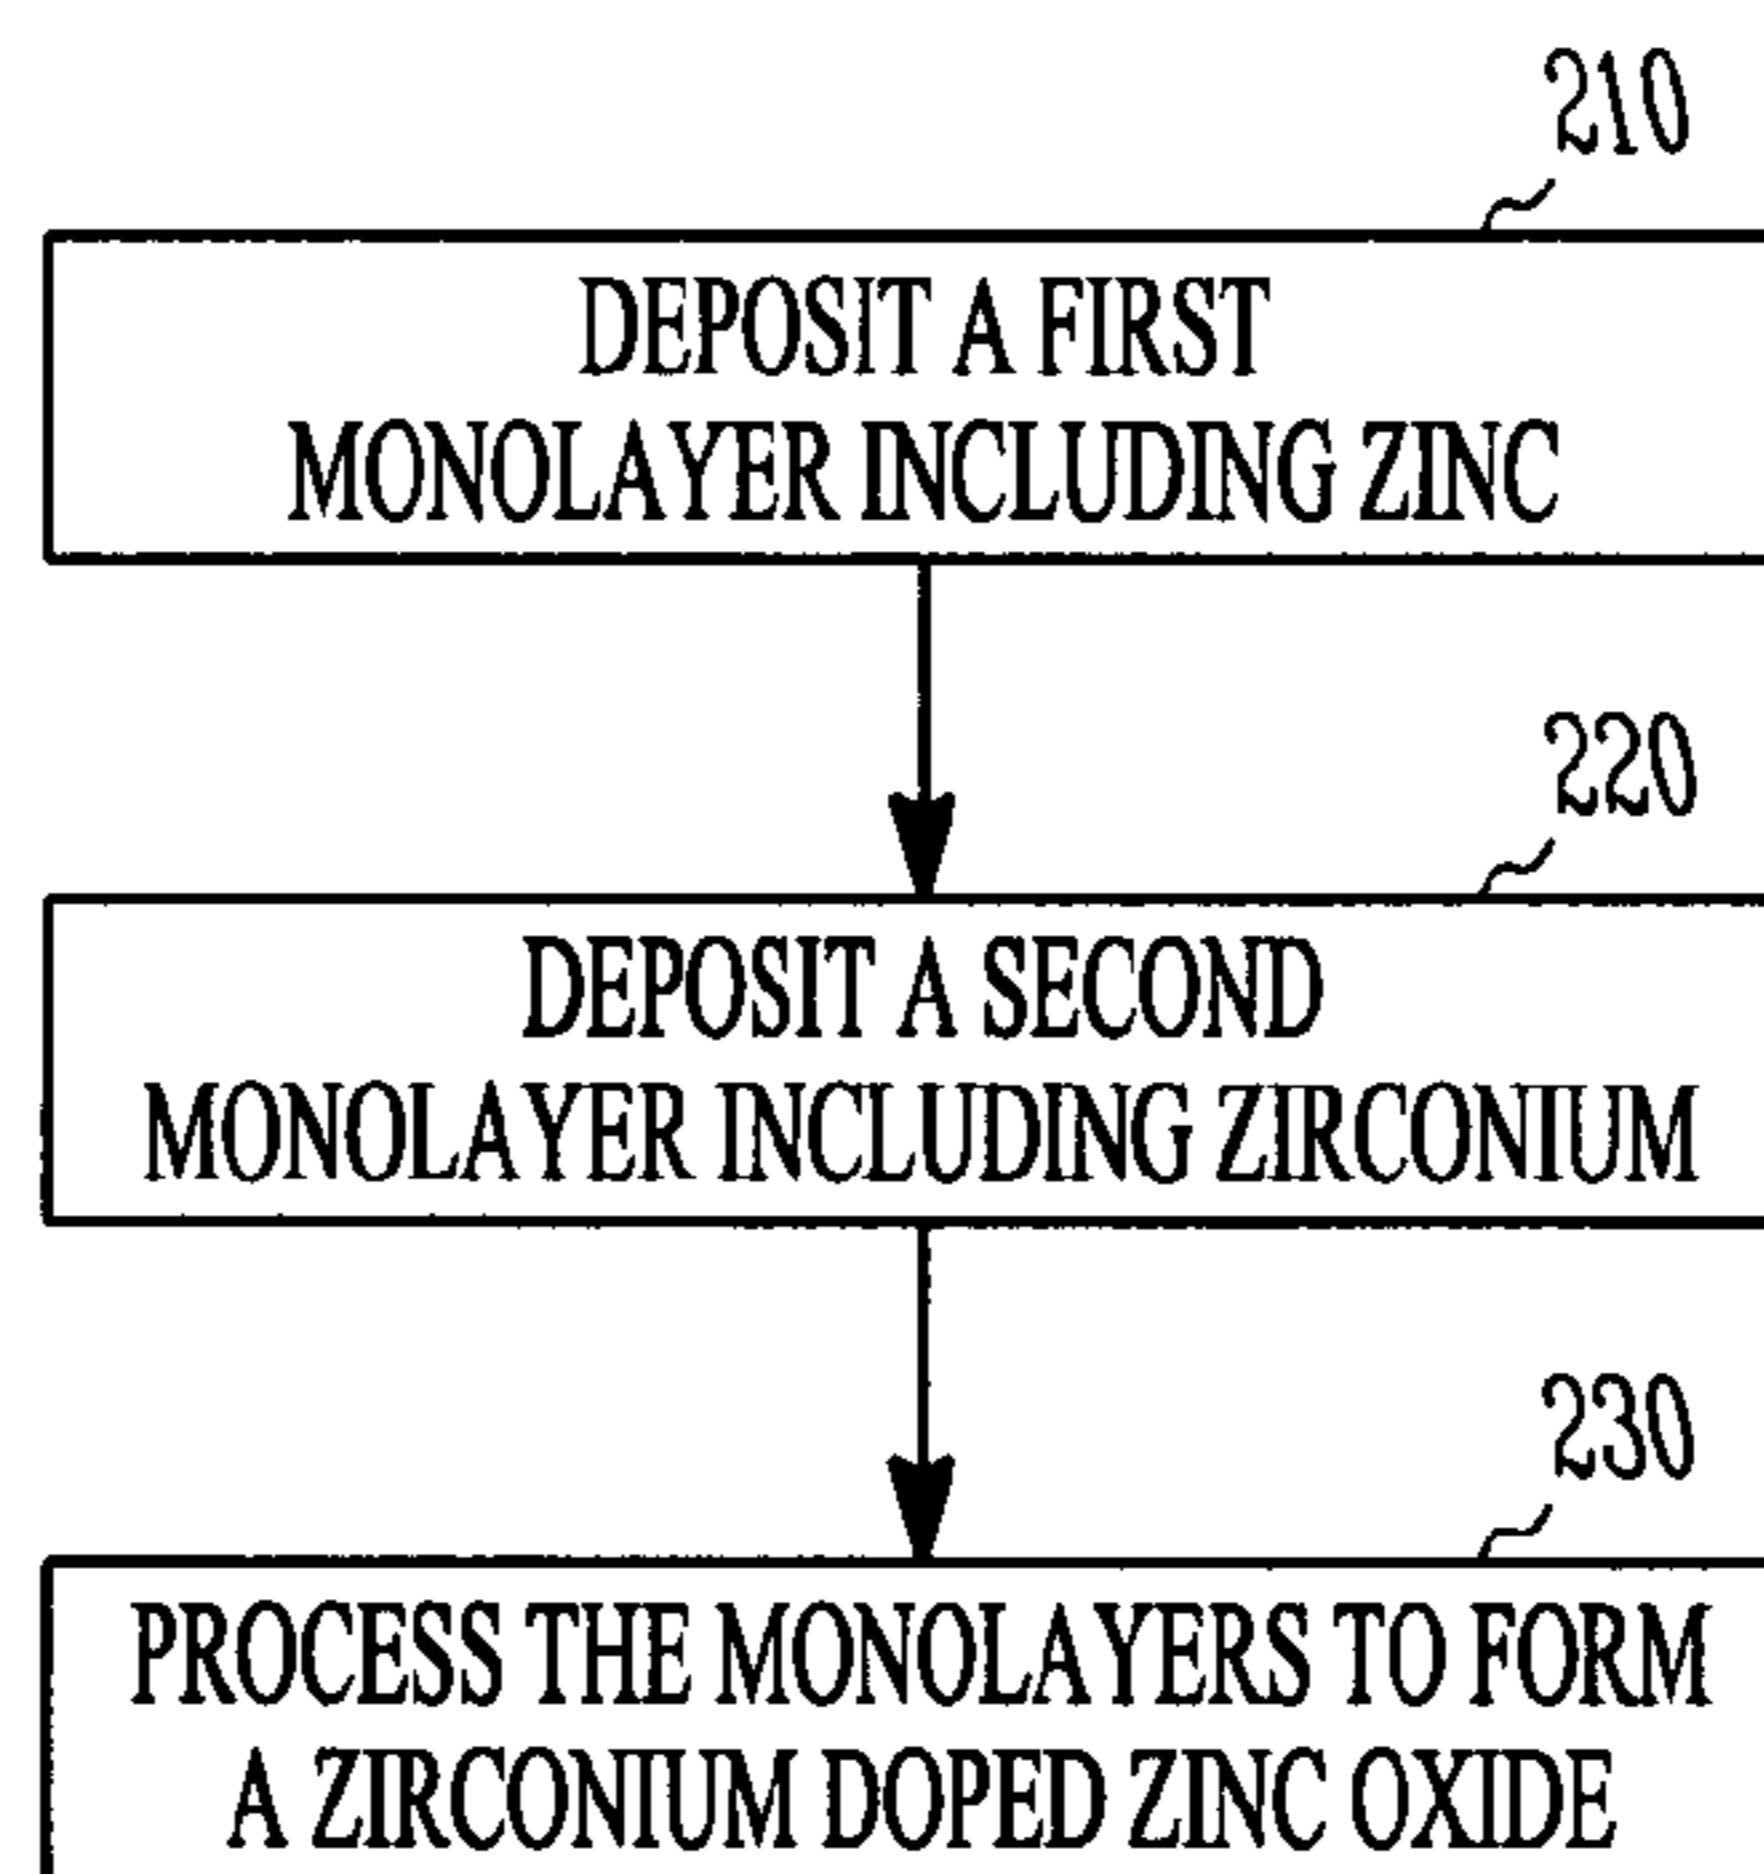 210
DEPOSIT A FIRST
MONOLAYER INCLUDING ZINC
220
DEPOSIT A SECOND
MONOLAYER INCLUDING ZIRCONIUM
230
PROCESS THE MONOLAYERS TO FORM
A ZIRCONIUM DOPED ZINC OXIDE